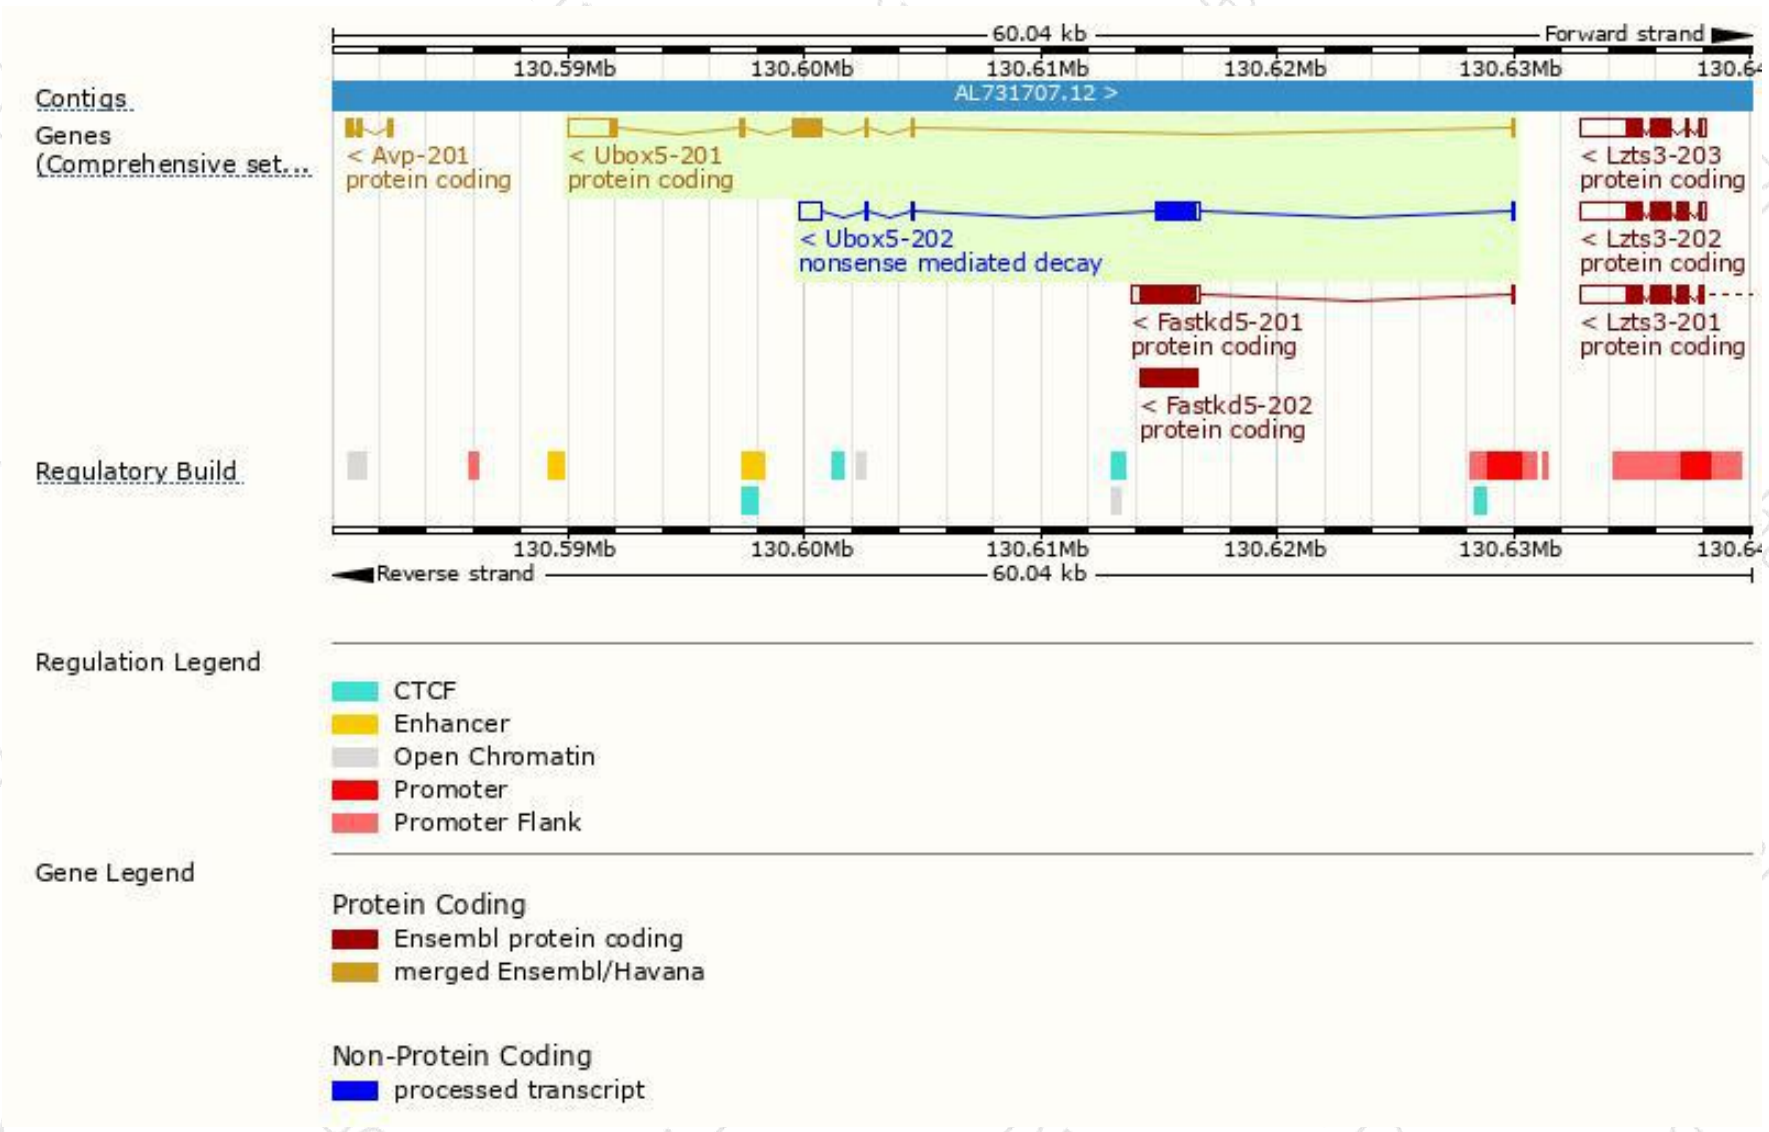 60.04 kb
Forward strand
130.59Mb 130.60Mb 130.61Mb 130.62Mb 130.63Mb 130.64
Contigs
AL731707.12 >
Genes
(Comprehensive set...
< Avp-201
protein coding
< Ubox5-201
protein coding
< Lzts3-203
protein coding
< Ubox5-202
nonsense mediated decay
< Lzts3-202
protein coding
< Fastkd5-201
protein coding
< Lzts3-201
protein coding
< Fastkd5-202
protein coding
Regulatory Build
130.59Mb 130.60Mb 130.61Mb 130.62Mb 130.63Mb 130.64
Reverse strand
60.04 kb
Regulation Legend
CTCF
Enhancer
Open Chromatin
Promoter
Promoter Flank
Gene Legend
Protein Coding
Ensembl protein coding
merged Ensembl/Havana
Non-Protein Coding
processed transcript